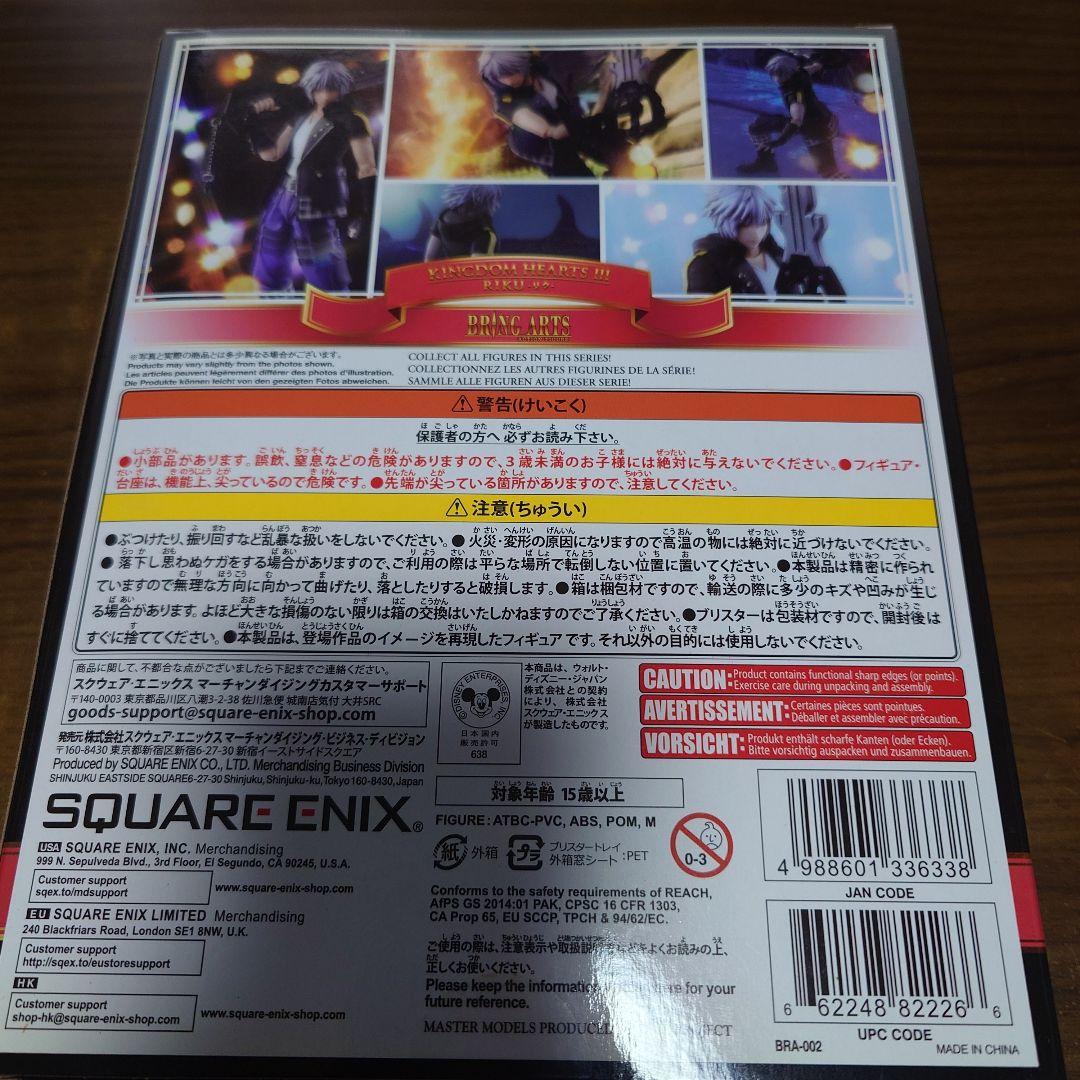 KINGDOM HEARTS III
RIKU -リク-
BRING ARTS
ACTION FIGURE
※写真と実際の商品とは多少異なる場合がございます。
Products may vary slightly from the photos shown.
Les articles peuvent légèrement différer des photos d'illustration.
Die Produkte können leicht von den gezeigten Fotos abweichen.
COLLECT ALL FIGURES IN THIS SERIES!
COLLECTIONNEZ LES AUTRES FIGURINES DE LA SÉRIE!
SAMMLE ALLE FIGUREN AUS DIESER SERIE!
警告(けいこく)
保護者の方へ 必ずお読み下さい。
●小部品があります。誤飲、窒息などの危険がありますので、3歳未満のお子様には絶対に与えないでください。●フィギュア・
台座は、機能上、尖っているので危険です。●先端が尖っている箇所がありますので、注意してください。
注意(ちゅうい)
●ぶつけたり、振り回すなど乱暴な扱いをしないでください。●火災・変形の原因になりますので高温の物には絶対に近づけないでください。
●落下し思わぬケガをする場合がありますので、ご利用の際は平らな場所で転倒しない位置に置いてください。●本製品は精密に作られ
ていますので無理な方向に向かって曲げたり、落としたりすると破損します。●箱は梱包材ですので、輸送の際に多少のキズや凹みが生じ
る場合があります。よほど大きな損傷のない限りは箱の交換はいたしかねますのでご了承ください。●ブリスターは包装材ですので、開封後は
すぐに捨ててください。●本製品は、登場作品のイメージを再現したフィギュアです。それ以外の目的には使用しないでください。
商品に関して、不都合な点がございましたら下記までご連絡ください。
スクウェア・エニックス マーチャンダイジングカスタマーサポート
〒140-0003 東京都品川区八潮3-2-38 佐川急便 城南店気付 大井SRC
goods-support@square-enix-shop.com
発売元 株式会社スクウェア・エニックス マーチャンダイジング・ビジネス・ディビジョン
〒160-8430 東京都新宿区新宿6-27-30 新宿イーストサイドスクエア
Produced by SQUARE ENIX CO., LTD. Merchandising Business Division
SHINJUKU EASTSIDE SQUARE6-27-30 Shinjuku, Shinjuku-ku, Tokyo 160-8430, Japan
©DISNEY ENTERPRISES INC.
日本国内
販売許可
638
本商品は、ウォルト・
ディズニー・ジャパン
株式会社との契約
により、株式会社
スクウェア・エニックス
が製造したものです。
CAUTION: •Product contains functional sharp edges (or points).
•Exercise care during unpacking and assembly.
AVERTISSEMENT: •Certaines pièces sont pointues.
•Déballer et assembler avec précaution.
VORSICHT: •Produkt enthält scharfe Kanten (oder Ecken).
•Bitte vorsichtig auspacken und zusammenbauen.
SQUARE ENIX®
USA SQUARE ENIX, INC. Merchandising
999 N. Sepulveda Blvd., 3rd Floor, El Segundo, CA 90245, U.S.A.
Customer support
sqex.to/mdsupport
www.square-enix-shop.com
EU SQUARE ENIX LIMITED Merchandising
240 Blackfriars Road, London SE1 8NW, U.K.
Customer support
http://sqex.to/eustoresupport
HK
Customer support
shop-hk@square-enix-shop.com
www.square-enix-shop.com
対象年齢 15歳以上
FIGURE: ATBC-PVC, ABS, POM, M
紙 外箱
プラ ブリスタートレイ
外箱窓シート :PET
0-3
Conforms to the safety requirements of REACH,
AfPS GS 2014:01 PAK, CPSC 16 CFR 1303,
CA Prop 65, EU SCCP, TPCH & 94/62/EC.
ご使用の際は、注意表示や取扱説明書などをよくお読みの上、
正しくお使いください。
Please keep the information here for your
future reference.
MASTER MODELS PRODUCED
4 988601 336338
JAN CODE
6 62248 82226 6
UPC CODE
BRA-002
MADE IN CHINA